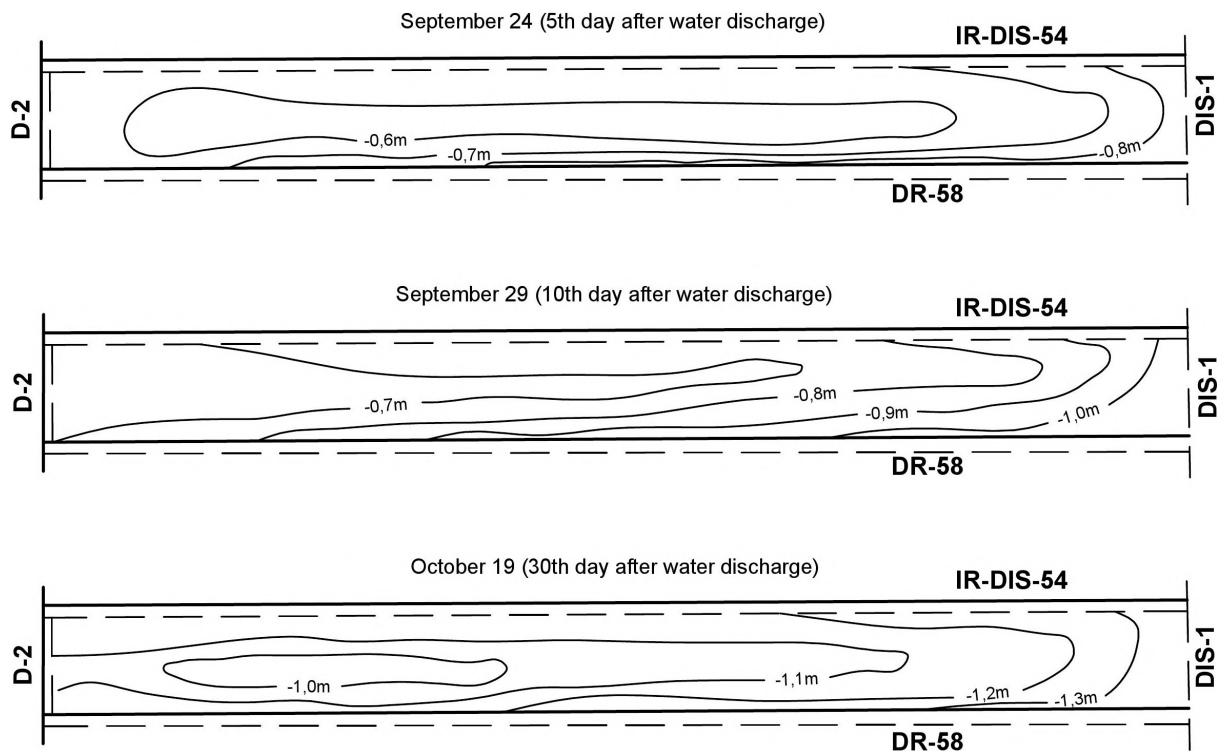 September 24 (5th day after water discharge)
IR-DIS-54
D-2
-0,6m
-0,7m
-0,8m
DIS-1
DR-58
September 29 (10th day after water discharge)
IR-DIS-54
D-2
-0,7m
-0,8m
-0,9m
-1,0m
DIS-1
DR-58
October 19 (30th day after water discharge)
IR-DIS-54
D-2
-1,0m
-1,1m
-1,2m
-1,3m
DIS-1
DR-58